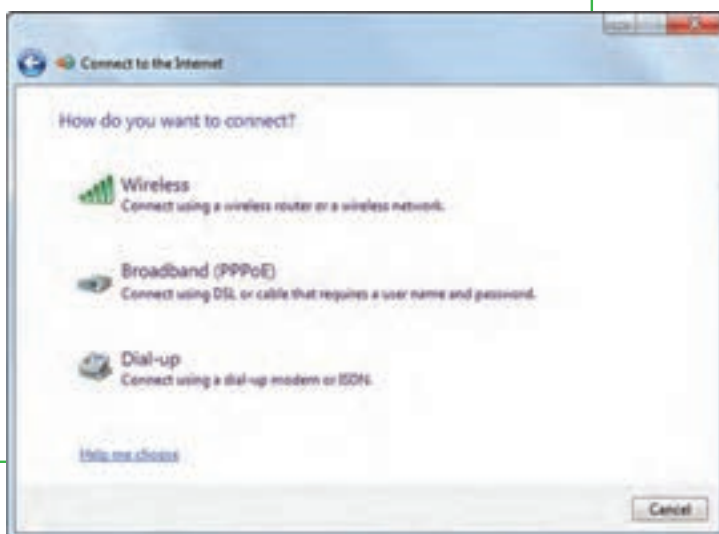 Connect to the Internet
How do you want to connect?
Wireless
Connect using a wireless router or a wireless network.
Broadband (PPPoE)
Connect using DSL or cable that requires a user name and password.
Dial-up
Connect using a dial-up modem or ISDN.
Help me choose
Cancel